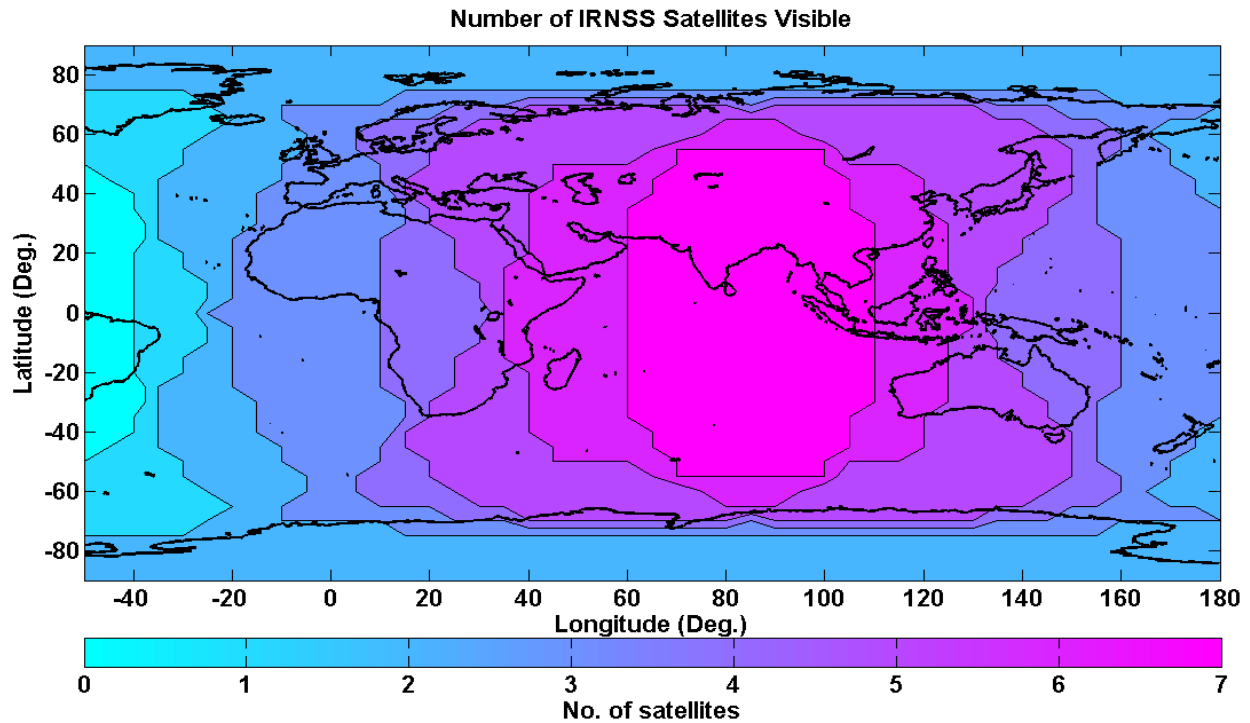 Number of IRNSS Satellites Visible
80
60
40
20
0
-20
-40
-60
-80
Latitude (Deg.)
-40 -20 0 20 40 60 80 100 120 140 160 180
Longitude (Deg.)
0 1 2 3 4 5 6 7
No. of satellites